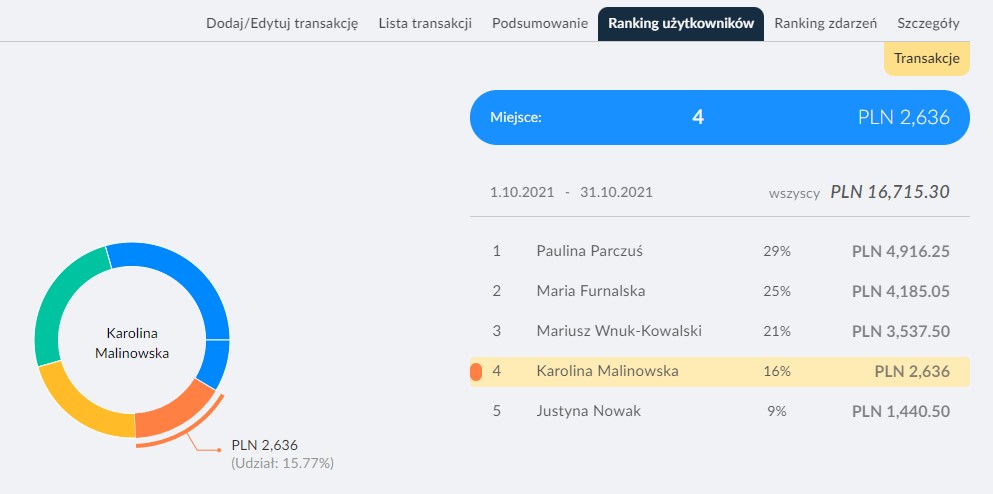 Dodaj/Edytuj transakcję Lista transakcji Podsumowanie Ranking użytkowników Ranking zdarzeń Szczegóły
Transakcje
Miejsce: 4 PLN 2,636
1.10.2021 - 31.10.2021 wszyscy PLN 16,715.30
1 Paulina Parczuś 29% PLN 4,916.25
2 Maria Furnalska 25% PLN 4,185.05
3 Mariusz Wnuk-Kowalski 21% PLN 3,537.50
4 Karolina Malinowska 16% PLN 2,636
5 Justyna Nowak 9% PLN 1,440.50
Karolina
Malinowska
PLN 2,636
(Udział: 15.77%)